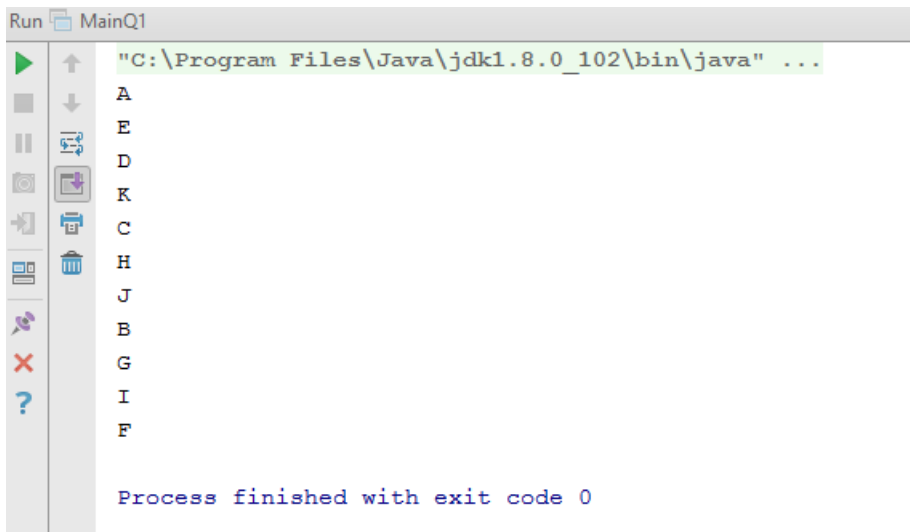 Run MainQ1
"C:\Program Files\Java\jdk1.8.0_102\bin\java" ...
A
E
D
K
C
H
J
B
G
I
F
Process finished with exit code 0